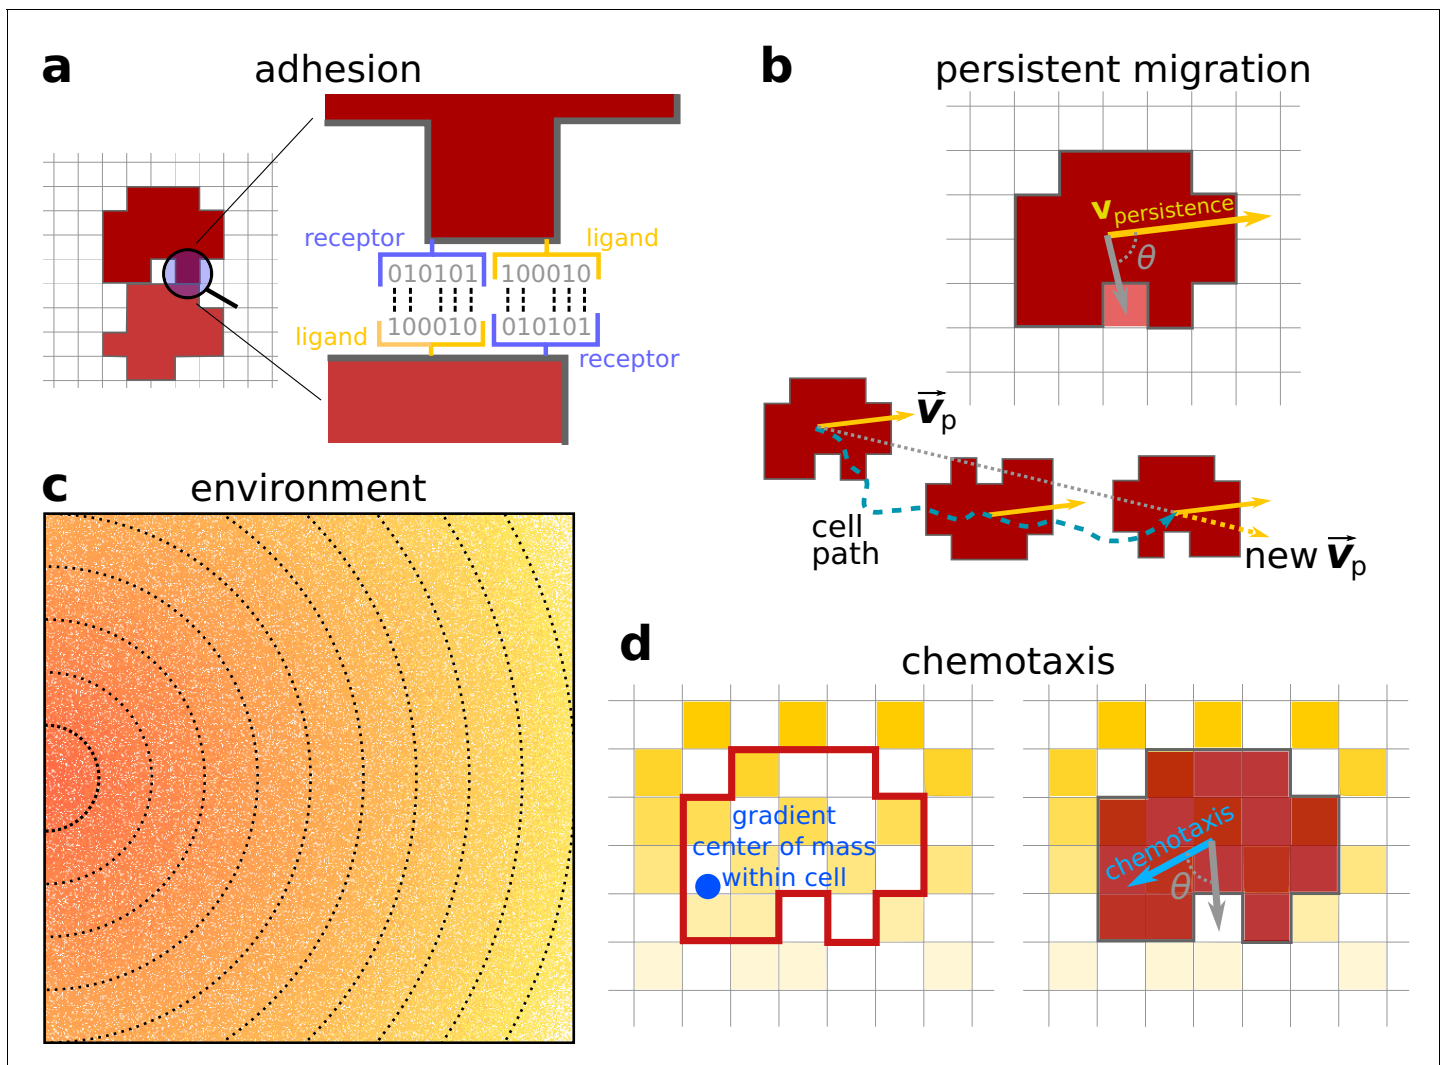 a
adhesion
receptor
ligand
010101
100010
100010
010101
ligand
receptor
b
persistent migration
v persistence
θ
v⃗p
cell
path
new v⃗p
c
environment
d
chemotaxis
gradient
center of mass
within cell
chemotaxis
θ